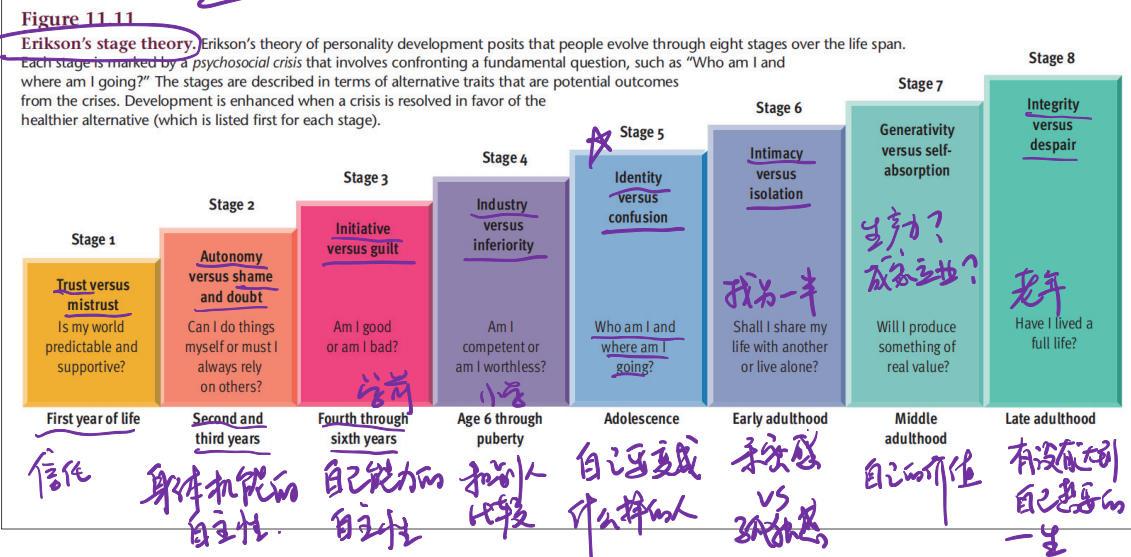 Figure 11.11
Erikson's stage theory. Erikson's theory of personality development posits that people evolve through eight stages over the life span.
Each stage is marked by a psychosocial crisis that involves confronting a fundamental question, such as "Who am I and
where am I going?" The stages are described in terms of alternative traits that are potential outcomes
from the crises. Development is enhanced when a crisis is resolved in favor of the
healthier alternative (which is listed first for each stage).
Stage 1
Trust versus
mistrust
Is my world
predictable and
supportive?
First year of life
信任
Stage 2
Autonomy
versus shame
and doubt
Can I do things
myself or must I
always rely
on others?
Second and
third years
身体机能的
自主性.
Stage 3
Initiative
versus guilt
Am I good
or am I bad?
学前
Fourth through
sixth years
自己能力的
自主性
Stage 4
Industry
versus
inferiority
Am I
competent or
am I worthless?
小学
Age 6 through
puberty
和别人
比较
Stage 5
Identity
versus
confusion
Who am I and
where am I
going?
Adolescence
自己要变成
什么样的人
Stage 6
Intimacy
versus
isolation
找另一半
Shall I share my
life with another
or live alone?
Early adulthood
VS
孤独感
Stage 7
Generativity
versus self-
absorption
生产力?
成家立业?
Will I produce
something of
real value?
Middle
adulthood
自己的价值
Stage 8
Integrity
versus
despair
老年
Have I lived a
full life?
Late adulthood
有没有达到
自己想要的
一生